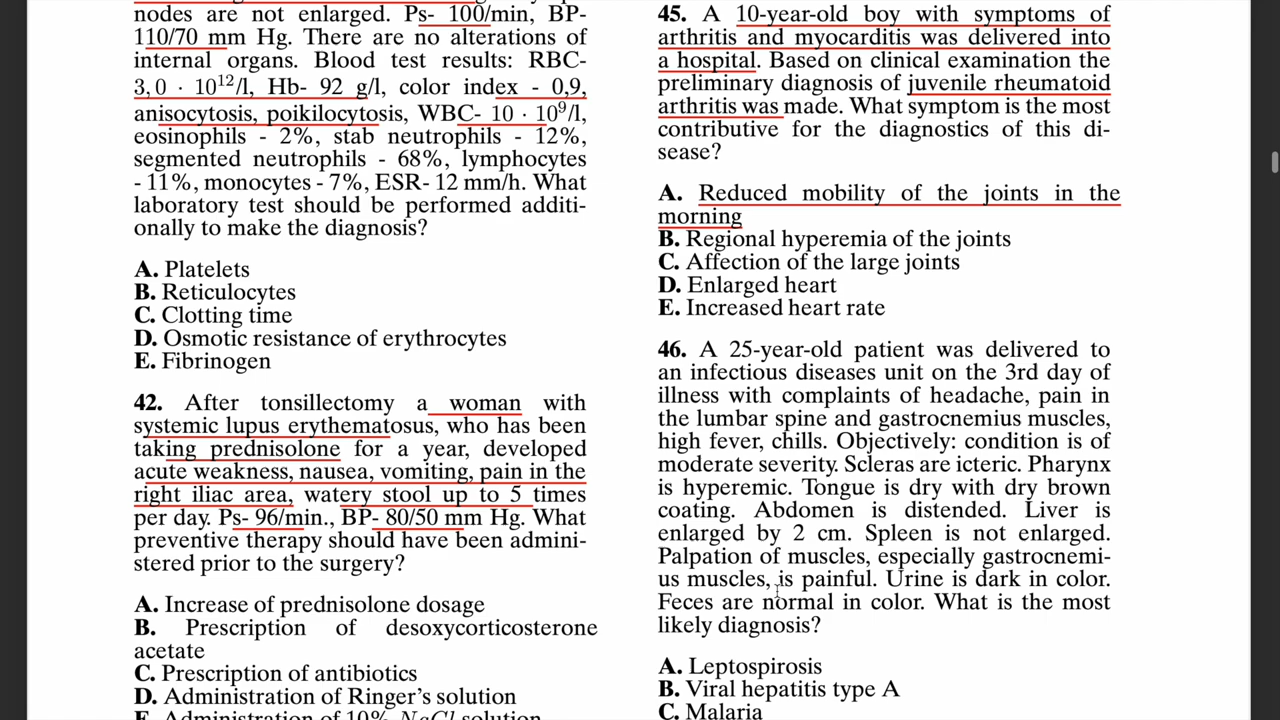 nodes are not enlarged. Ps- 100/min, BP-
110/70 mm Hg. There are no alterations of
internal organs. Blood test results: RBC-
3,0 · 10¹²/l, Hb- 92 g/l, color index - 0,9,
anisocytosis, poikilocytosis, WBC- 10 · 10⁹/l,
eosinophils - 2%, stab neutrophils - 12%,
segmented neutrophils - 68%, lymphocytes
- 11%, monocytes - 7%, ESR- 12 mm/h. What
laboratory test should be performed additi-
onally to make the diagnosis?
A. Platelets
B. Reticulocytes
C. Clotting time
D. Osmotic resistance of erythrocytes
E. Fibrinogen
42. After tonsillectomy a woman with
systemic lupus erythematosus, who has been
taking prednisolone for a year, developed
acute weakness, nausea, vomiting, pain in the
right iliac area, watery stool up to 5 times
per day. Ps- 96/min., BP- 80/50 mm Hg. What
preventive therapy should have been admini-
stered prior to the surgery?
A. Increase of prednisolone dosage
B. Prescription of desoxycorticosterone
acetate
C. Prescription of antibiotics
D. Administration of Ringer's solution
E. Administration of 10% NaCl solution
45. A 10-year-old boy with symptoms of
arthritis and myocarditis was delivered into
a hospital. Based on clinical examination the
preliminary diagnosis of juvenile rheumatoid
arthritis was made. What symptom is the most
contributive for the diagnostics of this di-
sease?
A. Reduced mobility of the joints in the
morning
B. Regional hyperemia of the joints
C. Affection of the large joints
D. Enlarged heart
E. Increased heart rate
46. A 25-year-old patient was delivered to
an infectious diseases unit on the 3rd day of
illness with complaints of headache, pain in
the lumbar spine and gastrocnemius muscles,
high fever, chills. Objectively: condition is of
moderate severity. Scleras are icteric. Pharynx
is hyperemic. Tongue is dry with dry brown
coating. Abdomen is distended. Liver is
enlarged by 2 cm. Spleen is not enlarged.
Palpation of muscles, especially gastrocnemi-
us muscles, is painful. Urine is dark in color.
Feces are normal in color. What is the most
likely diagnosis?
A. Leptospirosis
B. Viral hepatitis type A
C. Malaria